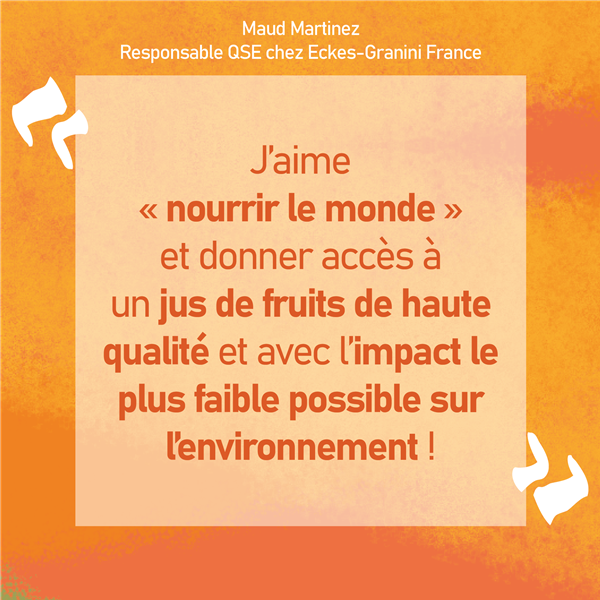 Maud Martinez
Responsable QSE chez Eckes-Granini France
J’aime
« nourrir le monde »
et donner accès à
un jus de fruits de haute
qualité et avec l’impact le
plus faible possible sur
l’environnement !